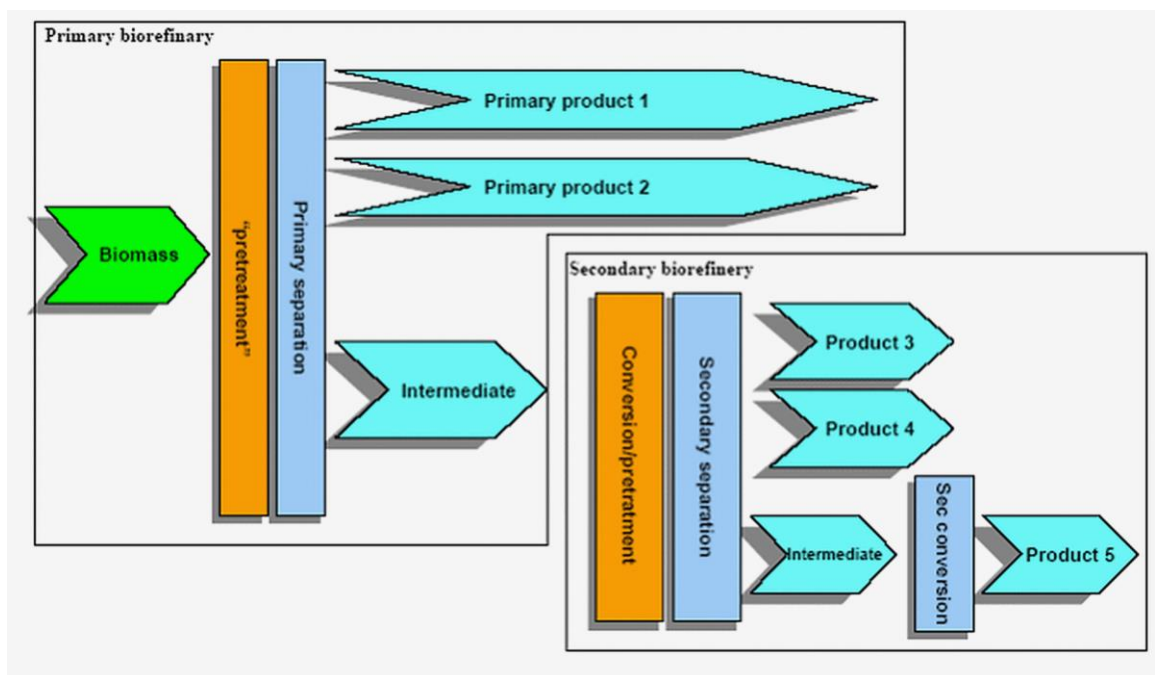 Primary biorefinary
Biomass
“pretreatment”
Primary separation
Primary product 1
Primary product 2
Intermediate
Secondary biorefinery
Conversion/pretratment
Secondary separation
Product 3
Product 4
Intermediate
Sec conversion
Product 5